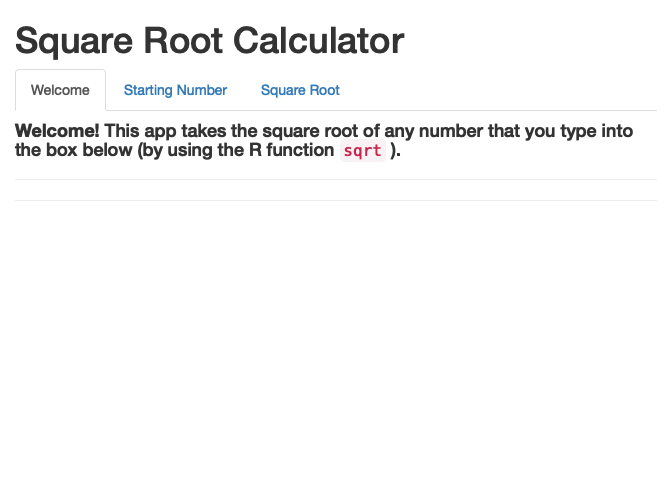 Square Root Calculator
Welcome Starting Number Square Root
Welcome! This app takes the square root of any number that you type into
the box below (by using the R function sqrt ).